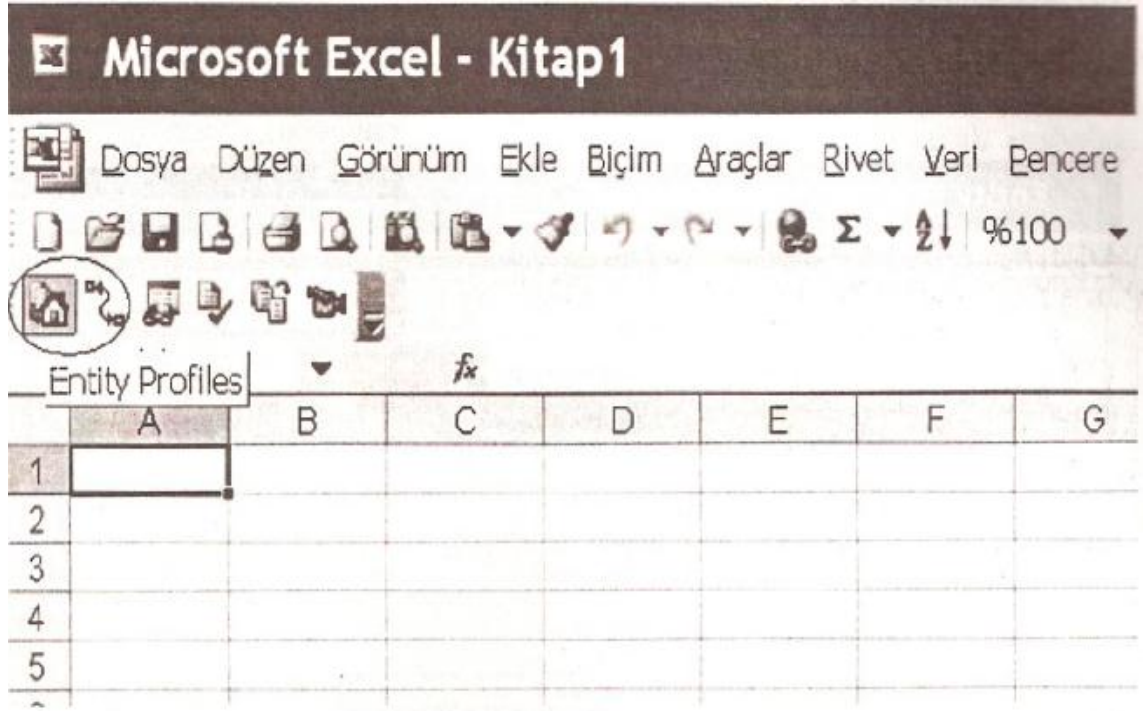 Microsoft Excel - Kitap1
Dosya Düzen Görünüm Ekle Biçim Araçlar Rivet Veri Pencere
Σ A Z %100
Entity Profiles fx
A B C D E F G
1
2
3
4
5